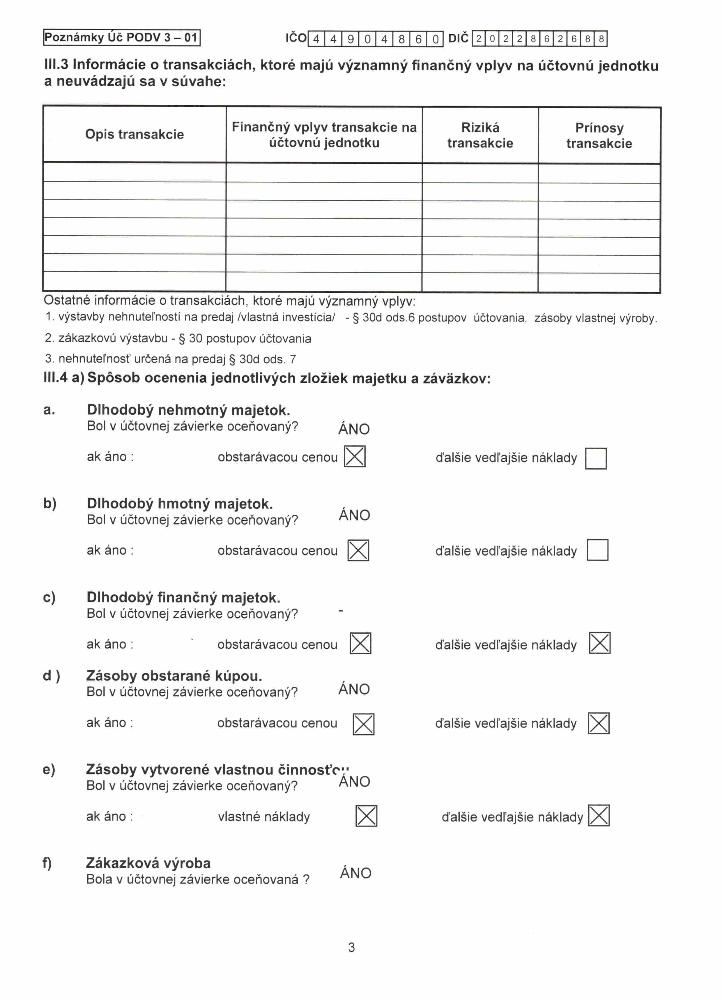 Poznámky Úč PODV 3 – 01 IČO 4 4 9 0 4 8 6 0 DIČ 2 0 2 2 8 6 2 6 8 8
III.3 Informácie o transakciách, ktoré majú významný finančný vplyv na účtovnú jednotku
a neuvádzajú sa v súvahe:
Opis transakcie
Finančný vplyv transakcie na
účtovnú jednotku
Riziká
transakcie
Prínosy
transakcie
Ostatné informácie o transakciách, ktoré majú významný vplyv:
1. výstavby nehnuteľností na predaj /vlastná investícia/ - § 30d ods.6 postupov účtovania, zásoby vlastnej výroby.
2. zákazkovú výstavbu - § 30 postupov účtovania
3. nehnuteľnosť určená na predaj § 30d ods. 7
III.4 a) Spôsob ocenenia jednotlivých zložiek majetku a záväzkov:
a. Dlhodobý nehmotný majetok.
Bol v účtovnej závierke oceňovaný? ÁNO
ak áno : obstarávacou cenou ďalšie vedľajšie náklady
b) Dlhodobý hmotný majetok.
Bol v účtovnej závierke oceňovaný? ÁNO
ak áno : obstarávacou cenou ďalšie vedľajšie náklady
c) Dlhodobý finančný majetok.
Bol v účtovnej závierke oceňovaný? -
ak áno : obstarávacou cenou ďalšie vedľajšie náklady
d ) Zásoby obstarané kúpou.
Bol v účtovnej závierke oceňovaný? ÁNO
ak áno : obstarávacou cenou ďalšie vedľajšie náklady
e) Zásoby vytvorené vlastnou činnosťou
Bol v účtovnej závierke oceňovaný? ÁNO
ak áno : vlastné náklady ďalšie vedľajšie náklady
f) Zákazková výroba
Bola v účtovnej závierke oceňovaná ? ÁNO
3